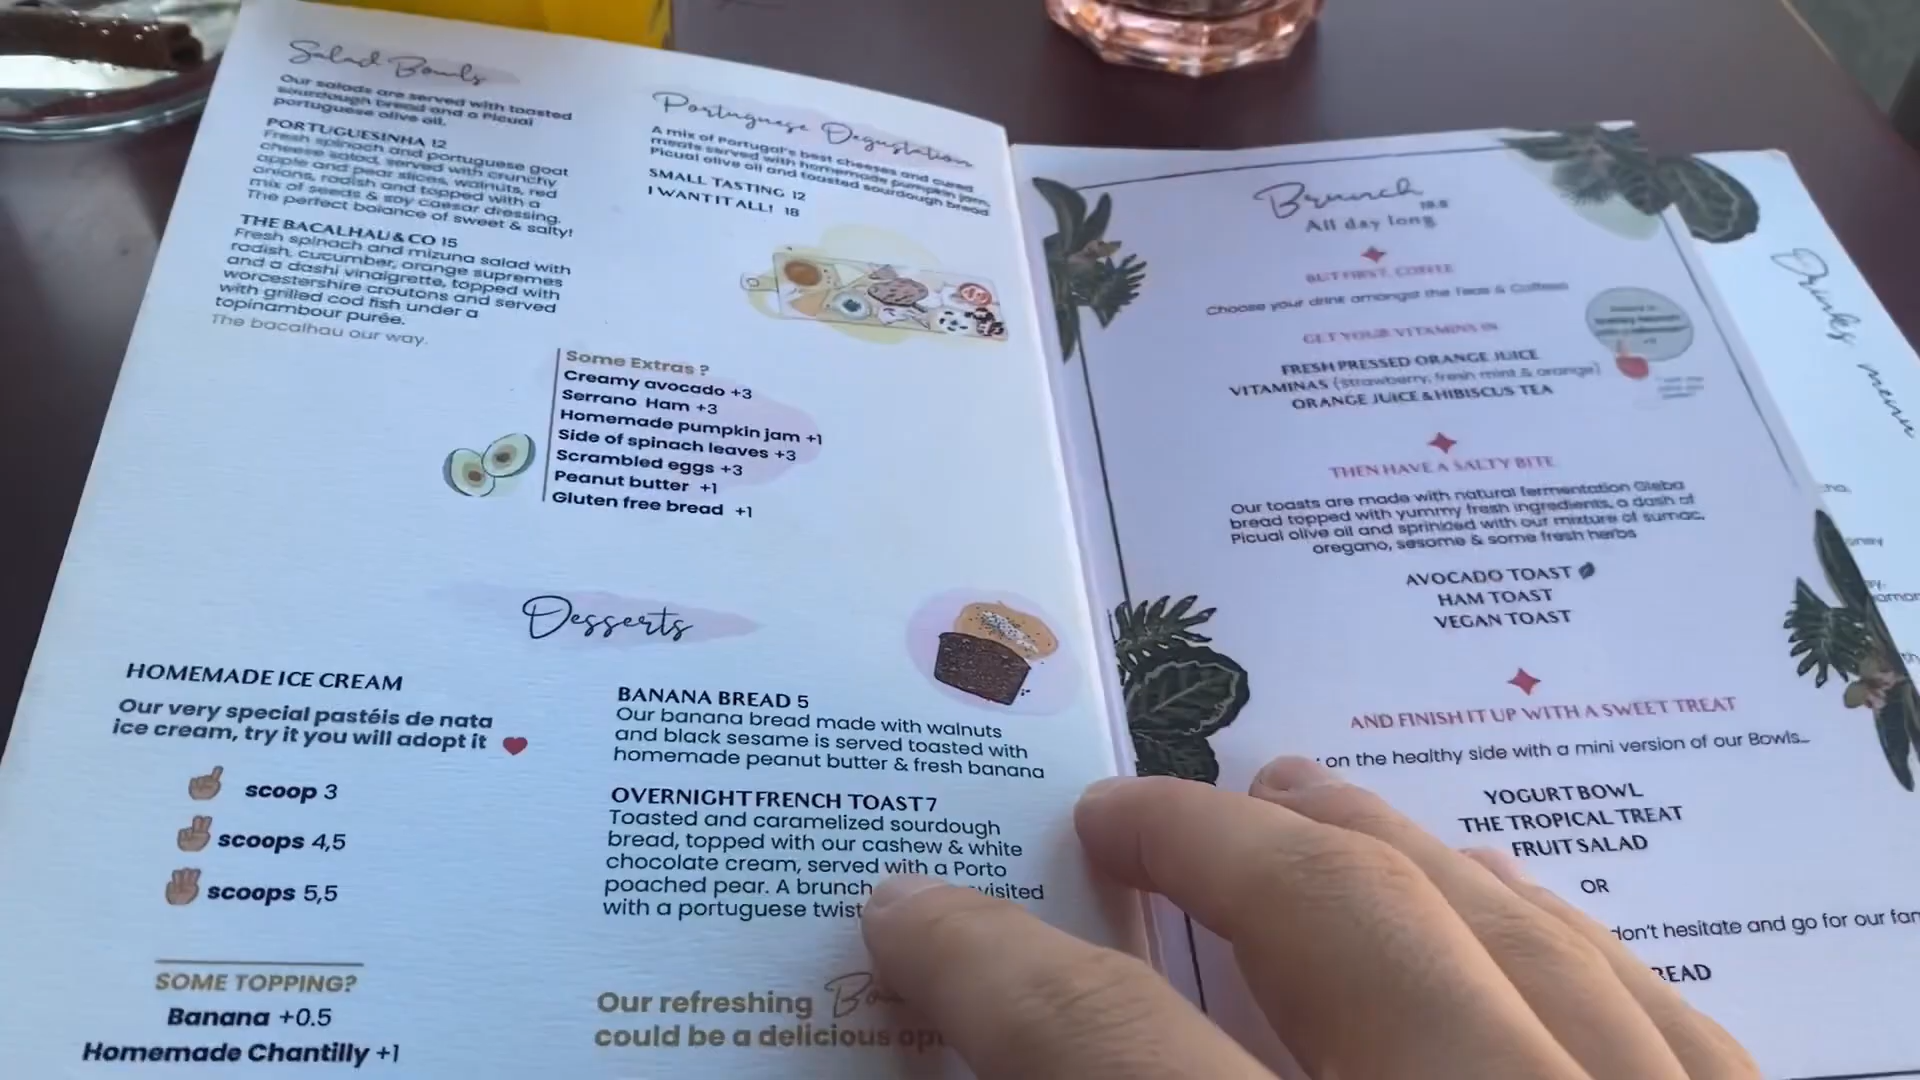 Salad Bowls
Our salads are served with toasted
sourdough bread and a Picual
portuguese olive oil.
PORTUGUESINHA 12
Fresh spinach and portuguese goat
cheese salad, served with crunchy
apple and pear slices, walnuts, red
onions, radish and topped with a
mix of seeds & soy caesar dressing.
The perfect balance of sweet & salty!
THE BACALHAU & CO 15
Fresh spinach and mizuna salad with
radish, cucumber, orange supremes
and a dashi vinaigrette, topped with
worcestershire croutons and served
with grilled cod fish under a
topinambour purée.
The bacalhau our way.
Portuguese Degustation
A mix of Portugal's best cheeses and cured
meats served with homemade pumpkin jam,
Picual olive oil and toasted sourdough bread
SMALL TASTING 12
I WANT IT ALL! 18
Some Extras ?
Creamy avocado +3
Serrano Ham +3
Homemade pumpkin jam +1
Side of spinach leaves +3
Scrambled eggs +3
Peanut butter +1
Gluten free bread +1
Desserts
HOMEMADE ICE CREAM
Our very special pastéis de nata
ice cream, try it you will adopt it
scoop 3
scoops 4,5
scoops 5,5
SOME TOPPING?
Banana +0.5
Homemade Chantilly +1
BANANA BREAD 5
Our banana bread made with walnuts
and black sesame is served toasted with
homemade peanut butter & fresh banana
OVERNIGHT FRENCH TOAST 7
Toasted and caramelized sourdough
bread, topped with our cashew & white
chocolate cream, served with a Porto
poached pear. A brunch visited
with a portuguese twist
Our refreshing
could be a delicious
Brunch
All day long
BUT FIRST, COFFEE
Choose your drink amongst the Teas & Coffees
GET YOUR VITAMINS IN
FRESH PRESSED ORANGE JUICE
VITAMINAS (strawberry, fresh mint & orange)
ORANGE JUICE & HIBISCUS TEA
THEN HAVE A SALTY BITE
Our toasts are made with natural fermentation Gleba
bread topped with yummy fresh ingredients, a dash of
Picual olive oil and sprinkled with our mixture of sumac,
oregano, sesome & some fresh herbs
AVOCADO TOAST
HAM TOAST
VEGAN TOAST
AND FINISH IT UP WITH A SWEET TREAT
on the healthy side with a mini version of our Bowls...
YOGURT BOWL
THE TROPICAL TREAT
FRUIT SALAD
OR
don't hesitate and go for our
Drinks menu